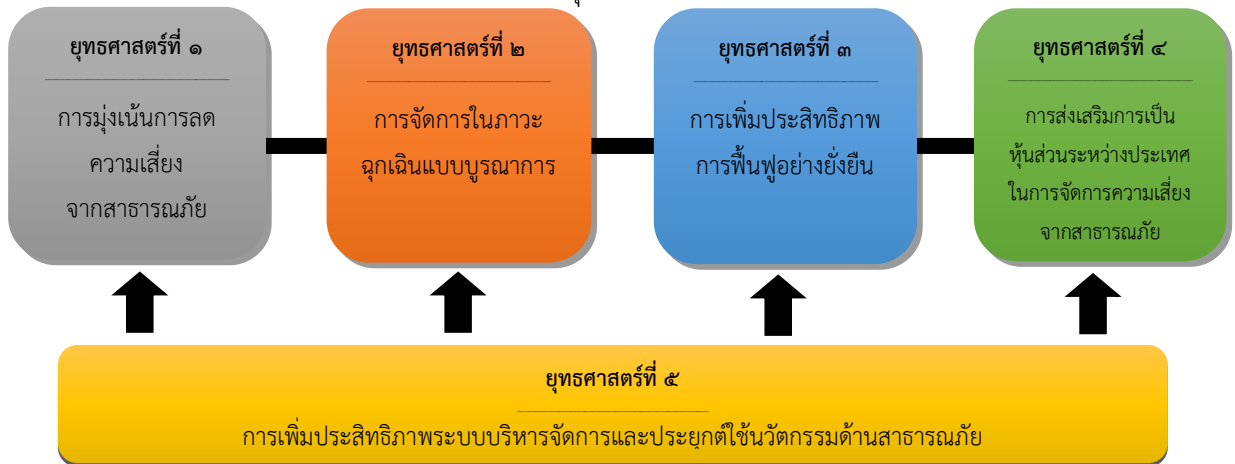 ยุทธศาสตร์ที่ ๑
การมุ่งเน้นการลด
ความเสี่ยง
จากสาธารณภัย
ยุทธศาสตร์ที่ ๒
การจัดการในภาวะ
ฉุกเฉินแบบบูรณาการ
ยุทธศาสตร์ที่ ๓
การเพิ่มประสิทธิภาพ
การฟื้นฟูอย่างยั่งยืน
ยุทธศาสตร์ที่ ๔
การส่งเสริมการเป็น
หุ้นส่วนระหว่างประเทศ
ในการจัดการความเสี่ยง
จากสาธารณภัย
ยุทธศาสตร์ที่ ๕
การเพิ่มประสิทธิภาพระบบบริหารจัดการและประยุกต์ใช้นวัตกรรมด้านสาธารณภัย